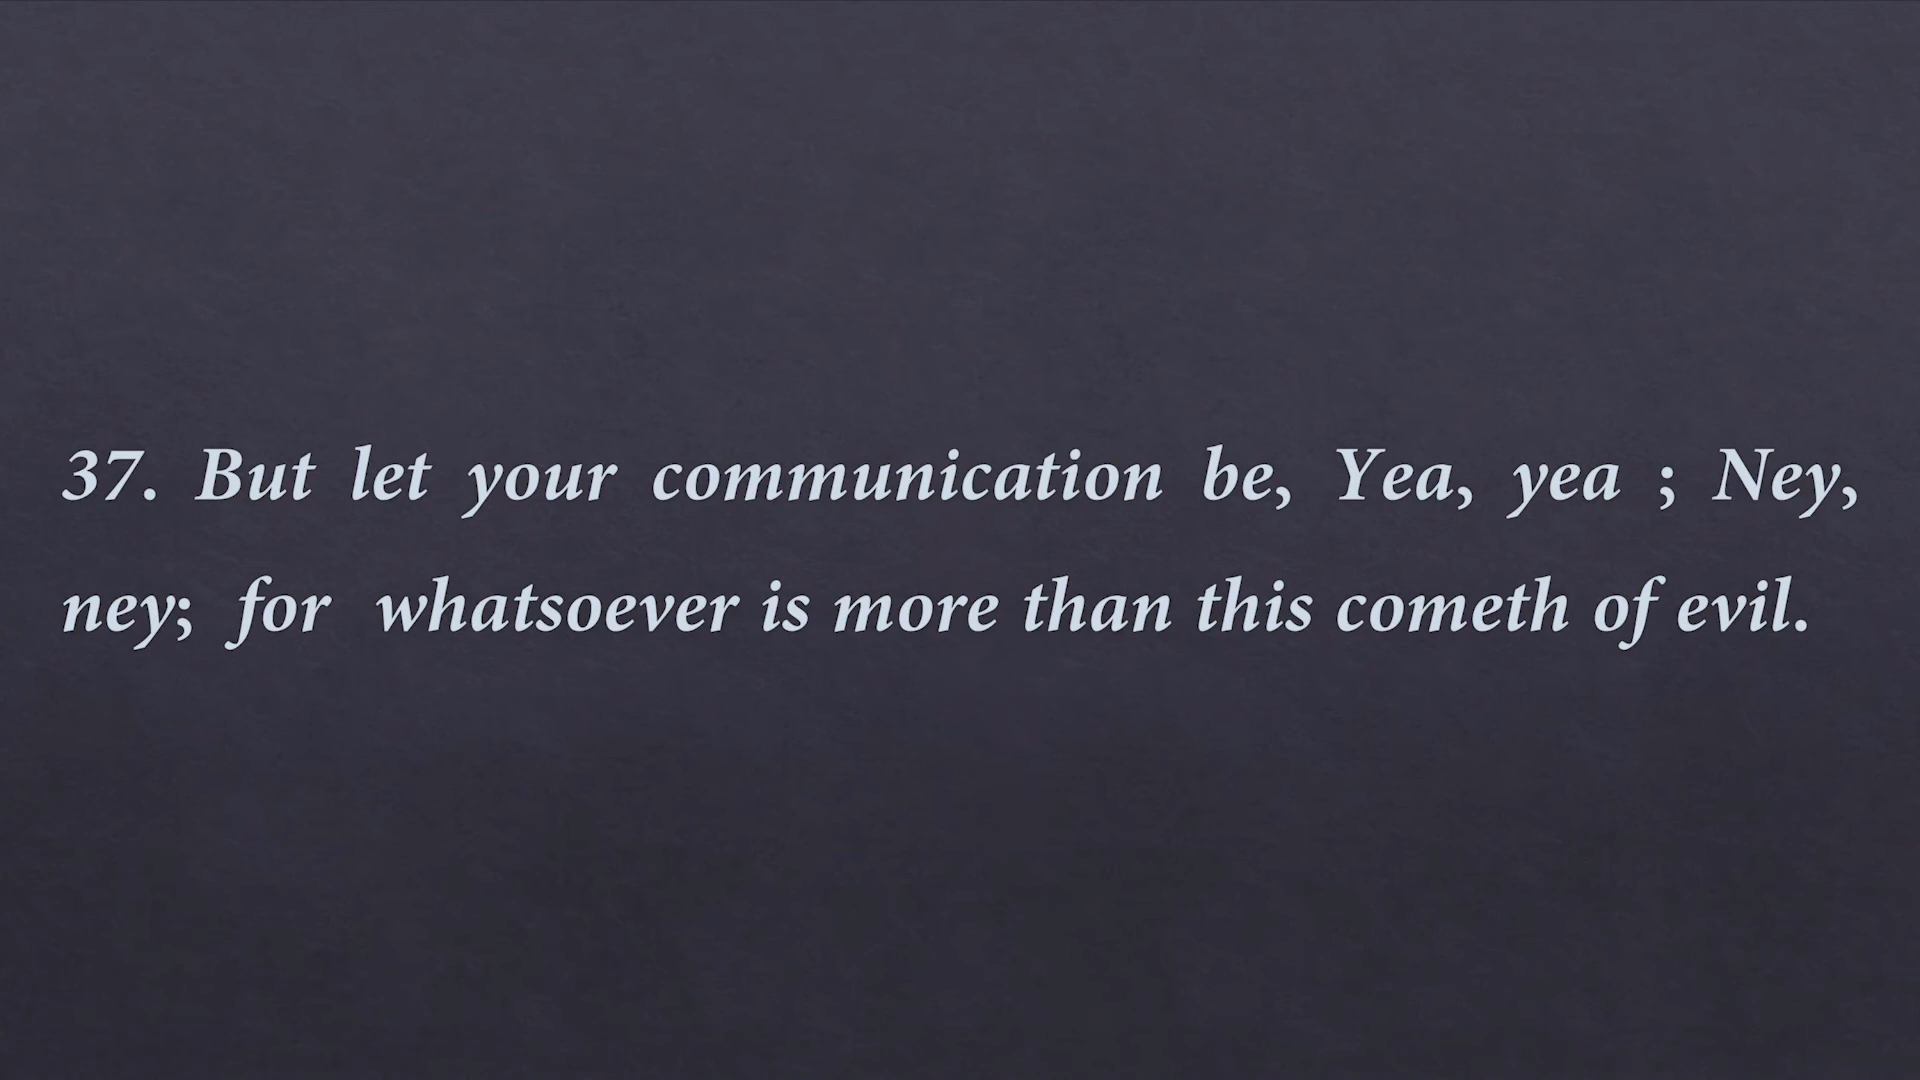 37. But let your communication be, Yea, yea ; Ney,
ney; for whatsoever is more than this cometh of evil.